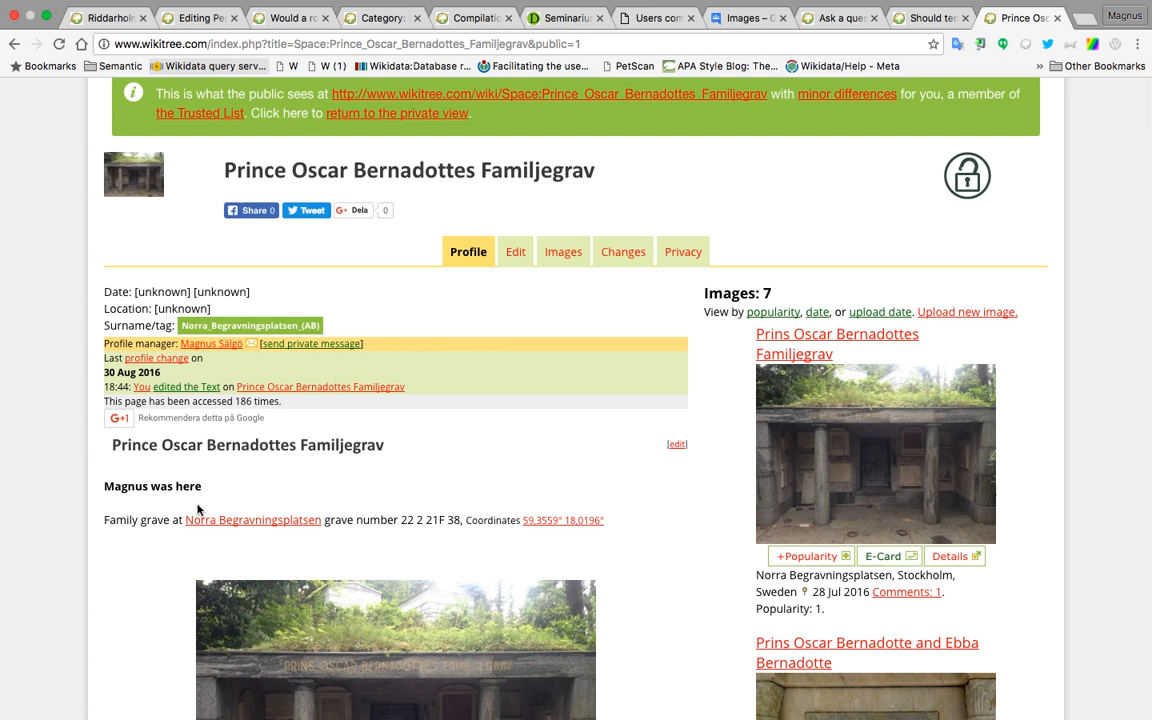 Riddarholm
Editing Pe
Would a ro
Category:
Compilatio
Seminariu
Users com
Images – G
Ask a ques
Should ten
Prince Osc
Magnus
www.wikitree.com/index.php?title=Space:Prince_Oscar_Bernadottes_Familjegrav&public=1
Bookmarks Semantic Wikidata query serv... W W (1) Wikidata:Database r... Facilitating the use... PetScan APA Style Blog: The... Wikidata/Help - Meta » Other Bookmarks
This is what the public sees at http://www.wikitree.com/wiki/Space:Prince_Oscar_Bernadottes_Familjegrav with minor differences for you, a member of
the Trusted List. Click here to return to the private view.
Prince Oscar Bernadottes Familjegrav
Share 0 Tweet G+ Dela 0
Profile Edit Images Changes Privacy
Date: [unknown] [unknown]
Location: [unknown]
Surname/tag: Norra_Begravningsplatsen_(AB)
Profile manager: Magnus Sälgö [send private message]
Last profile change on
30 Aug 2016
18:44: You edited the Text on Prince Oscar Bernadottes Familjegrav
This page has been accessed 186 times.
G+1 Rekommendera detta på Google
Prince Oscar Bernadottes Familjegrav [edit]
Magnus was here
Family grave at Norra Begravningsplatsen grave number 22 2 21F 38, Coordinates 59,3559° 18,0196°
PRINS OSCAR BERNADOTTES FAMILJEGRAV
Images: 7
View by popularity, date, or upload date. Upload new image.
Prins Oscar Bernadottes
Familjegrav
+Popularity E-Card Details
Norra Begravningsplatsen, Stockholm,
Sweden 28 Jul 2016 Comments: 1.
Popularity: 1.
Prins Oscar Bernadotte and Ebba
Bernadotte